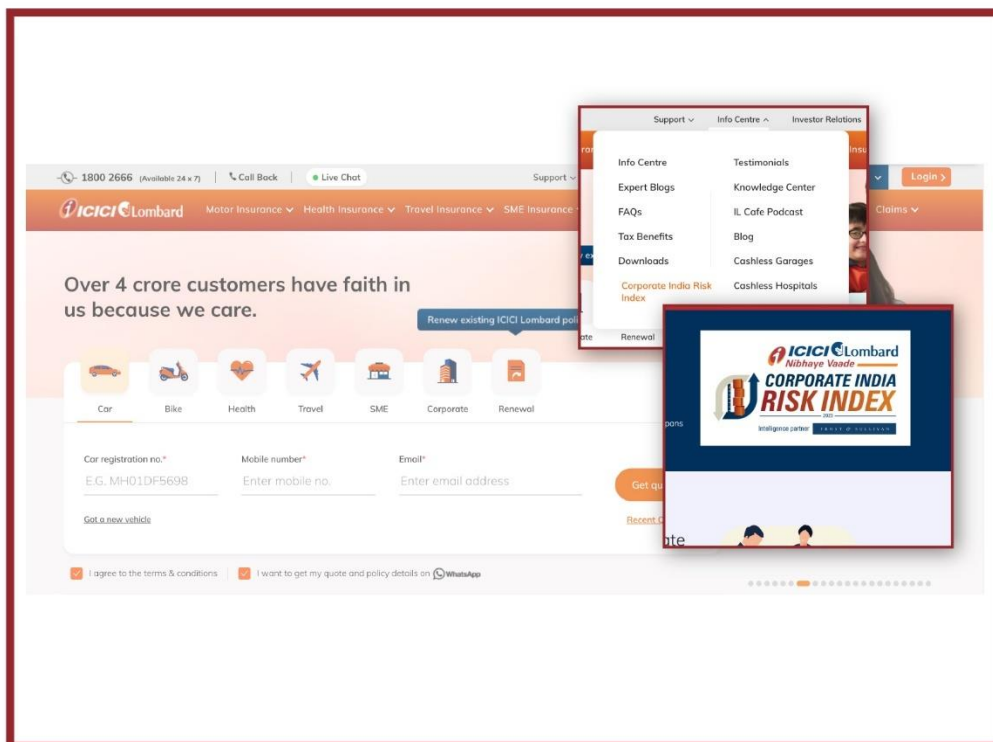 Support Info Centre Investor Relations
Info Centre Testimonials
Expert Blogs Knowledge Center
FAQs IL Cafe Podcast
Tax Benefits Blog
Downloads Cashless Garages
Corporate India Risk Cashless Hospitals
Index
Renewal
1800 2666 (Available 24 x 7) Call Back Live Chat Support Login
ICICI Lombard Motor Insurance Health Insurance Travel Insurance SME Insurance Claims
Over 4 crore customers have faith in
us because we care.
Renew existing ICICI Lombard
Car Bike Health Travel SME Corporate Renewal
Car registration no.* Mobile number* Email*
E.G. MH01DF5698 Enter mobile no. Enter email address
Get
Got a new vehicle Recent
I agree to the terms & conditions I want to get my quote and policy details on WhatsApp
ICICI Lombard
Nibhaye Vaade
CORPORATE INDIA
RISK INDEX
Intelligence partner FROST & SULLIVAN